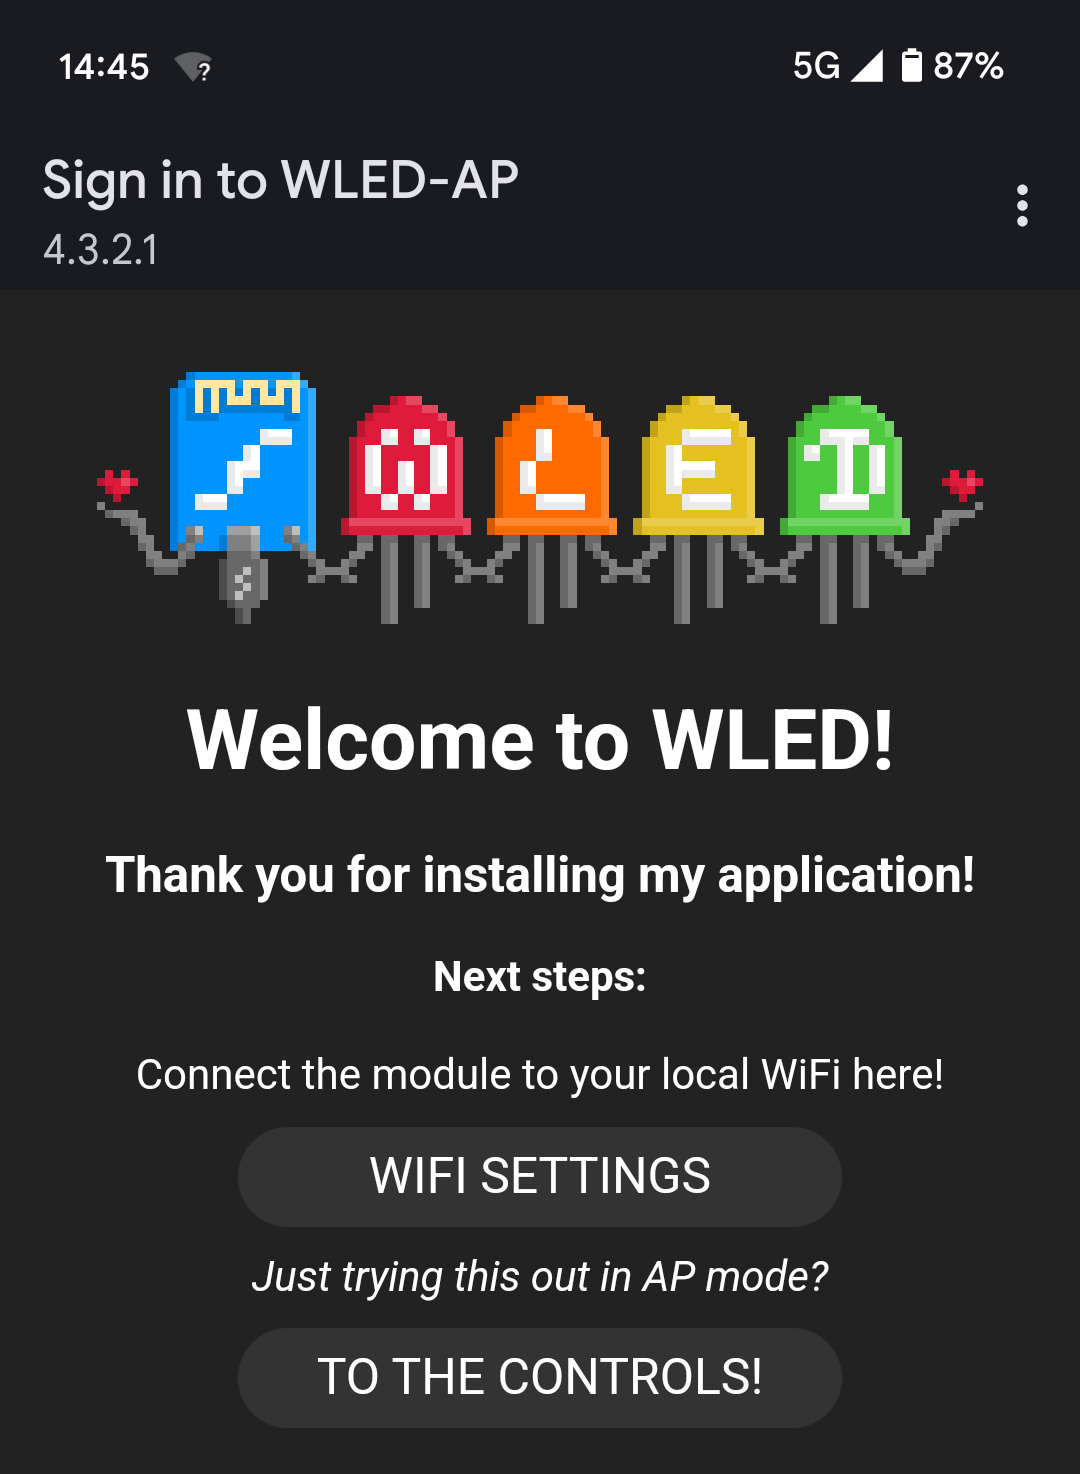 14:45
5G 87%
Sign in to WLED-AP
4.3.2.1
WLED
Welcome to WLED!
Thank you for installing my application!
Next steps:
Connect the module to your local WiFi here!
WIFI SETTINGS
Just trying this out in AP mode?
TO THE CONTROLS!